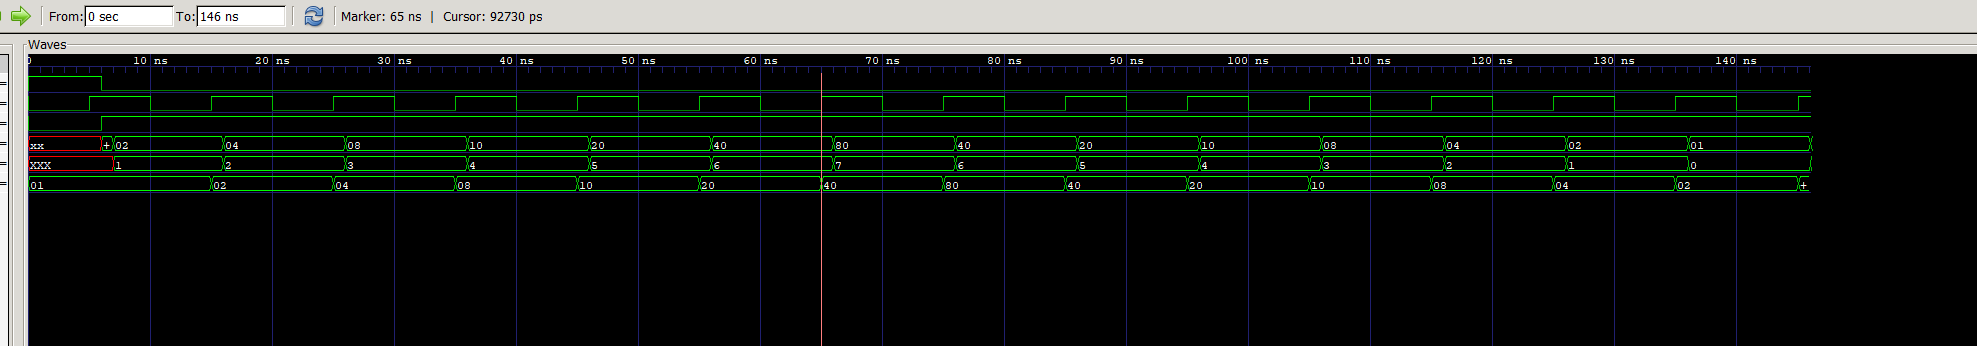 From: 0 sec To: 146 ns Marker: 65 ns | Cursor: 92730 ps
Waves
0 10 ns 20 ns 30 ns 40 ns 50 ns 60 ns 70 ns 80 ns 90 ns 100 ns 110 ns 120 ns 130 ns 140 ns
=
=
=
= xx + 02 04 08 10 20 40 80 40 20 10 08 04 02 01
= XXX 1 2 3 4 5 6 7 6 5 4 3 2 1 0
= 01 02 04 08 10 20 40 80 40 20 10 08 04 02 +